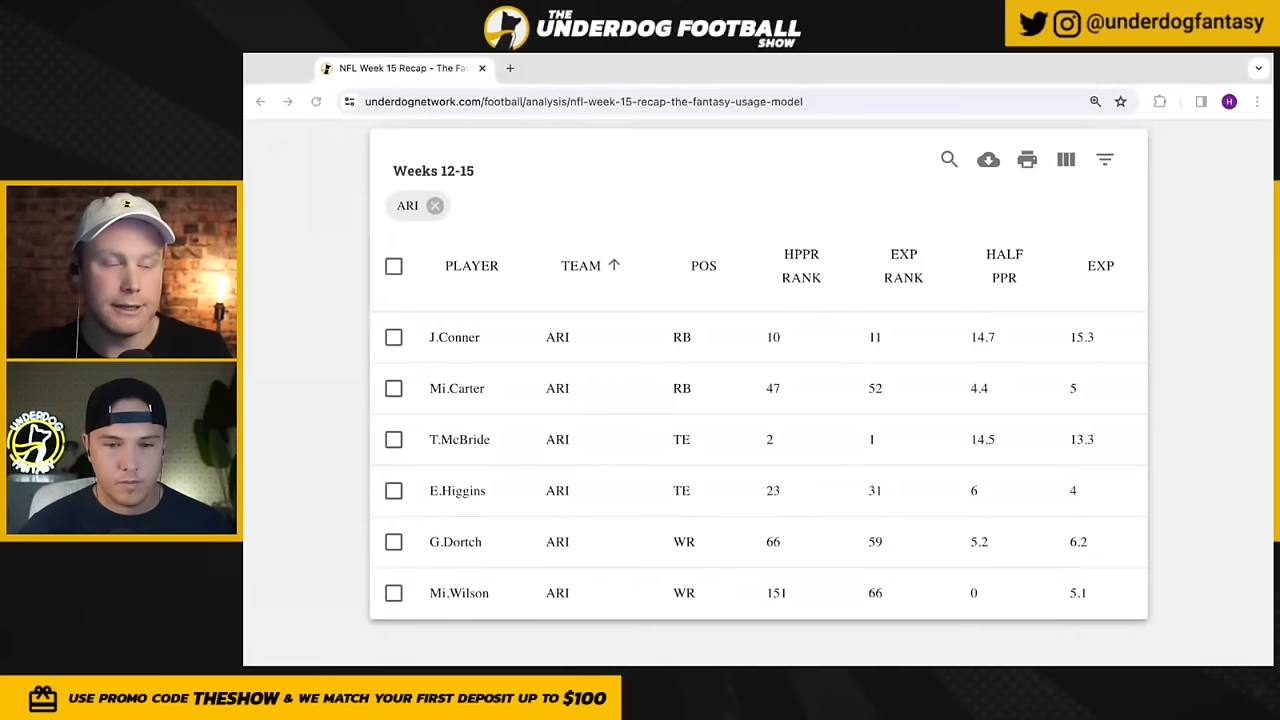 THE
UNDERDOG FOOTBALL
SHOW
@underdogfantasy
NFL Week 15 Recap - The Fa
underdognetwork.com/football/analysis/nfl-week-15-recap-the-fantasy-usage-model
H
Weeks 12-15
ARI
PLAYER TEAM POS HPPR RANK EXP RANK HALF PPR EXP
J.Conner ARI RB 10 11 14.7 15.3
Mi.Carter ARI RB 47 52 4.4 5
T.McBride ARI TE 2 1 14.5 13.3
E.Higgins ARI TE 23 31 6 4
G.Dortch ARI WR 66 59 5.2 6.2
Mi.Wilson ARI WR 151 66 0 5.1
UNDERDOG
FANTASY
USE PROMO CODE THESHOW & WE MATCH YOUR FIRST DEPOSIT UP TO $100